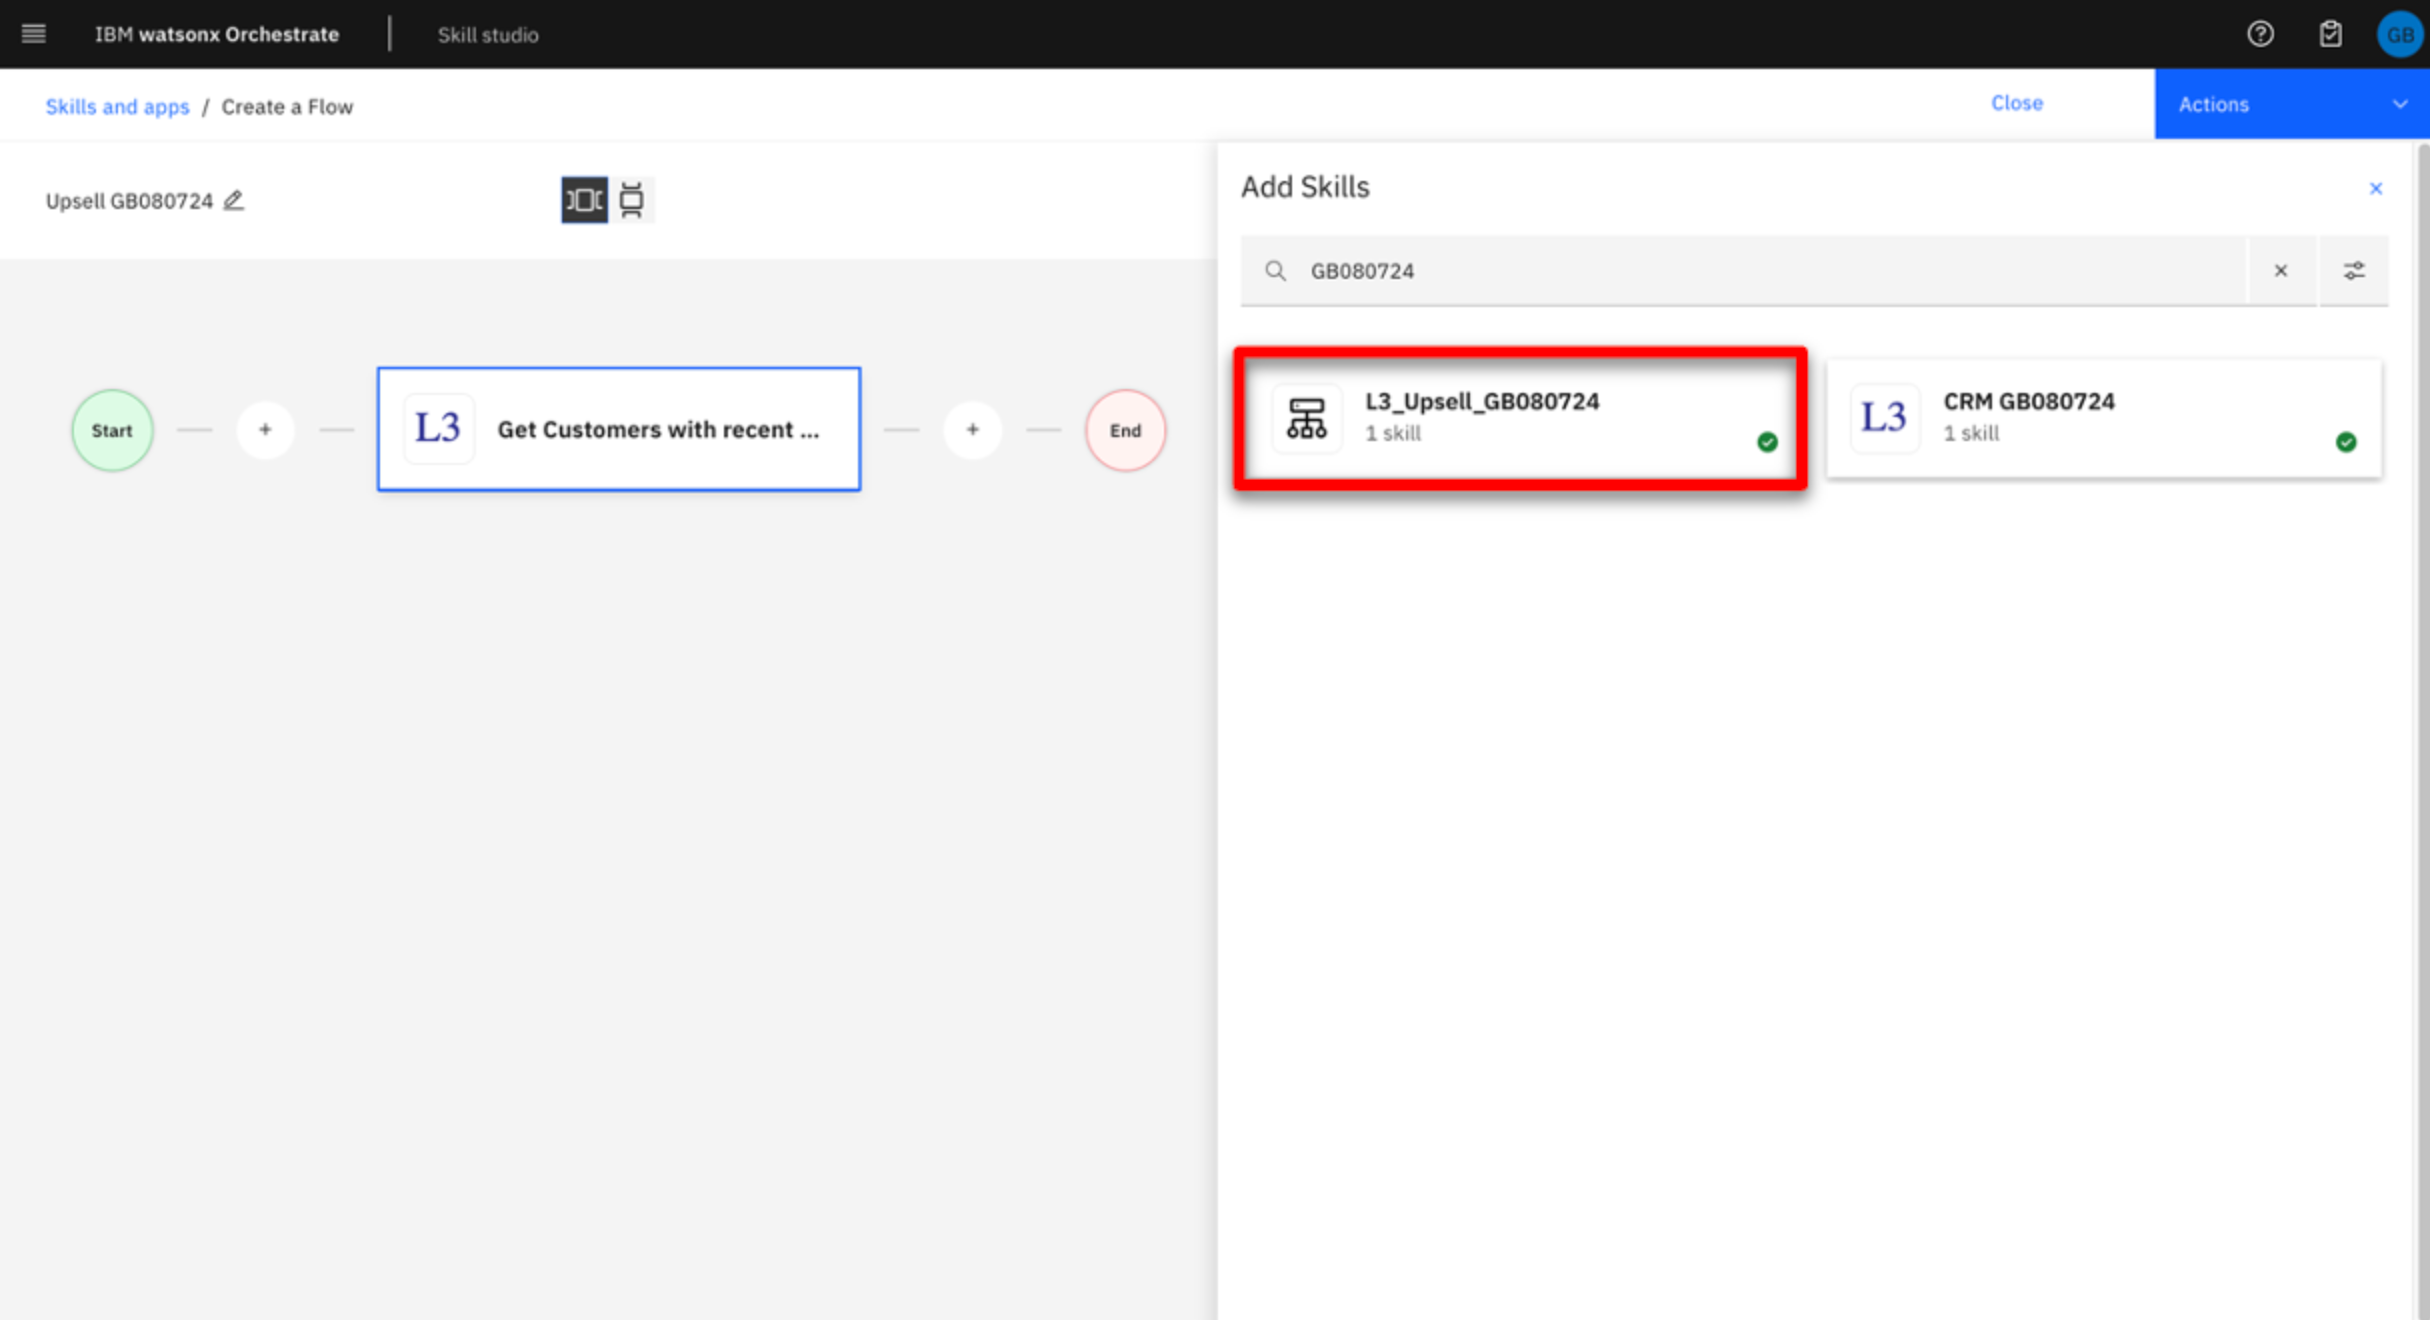 IBM watsonx Orchestrate
Skill studio
GB
Skills and apps / Create a Flow
Close
Actions
Upsell GB080724
Add Skills
GB080724
Start
+
L3
Get Customers with recent ...
+
End
L3_Upsell_GB080724
1 skill
L3
CRM GB080724
1 skill